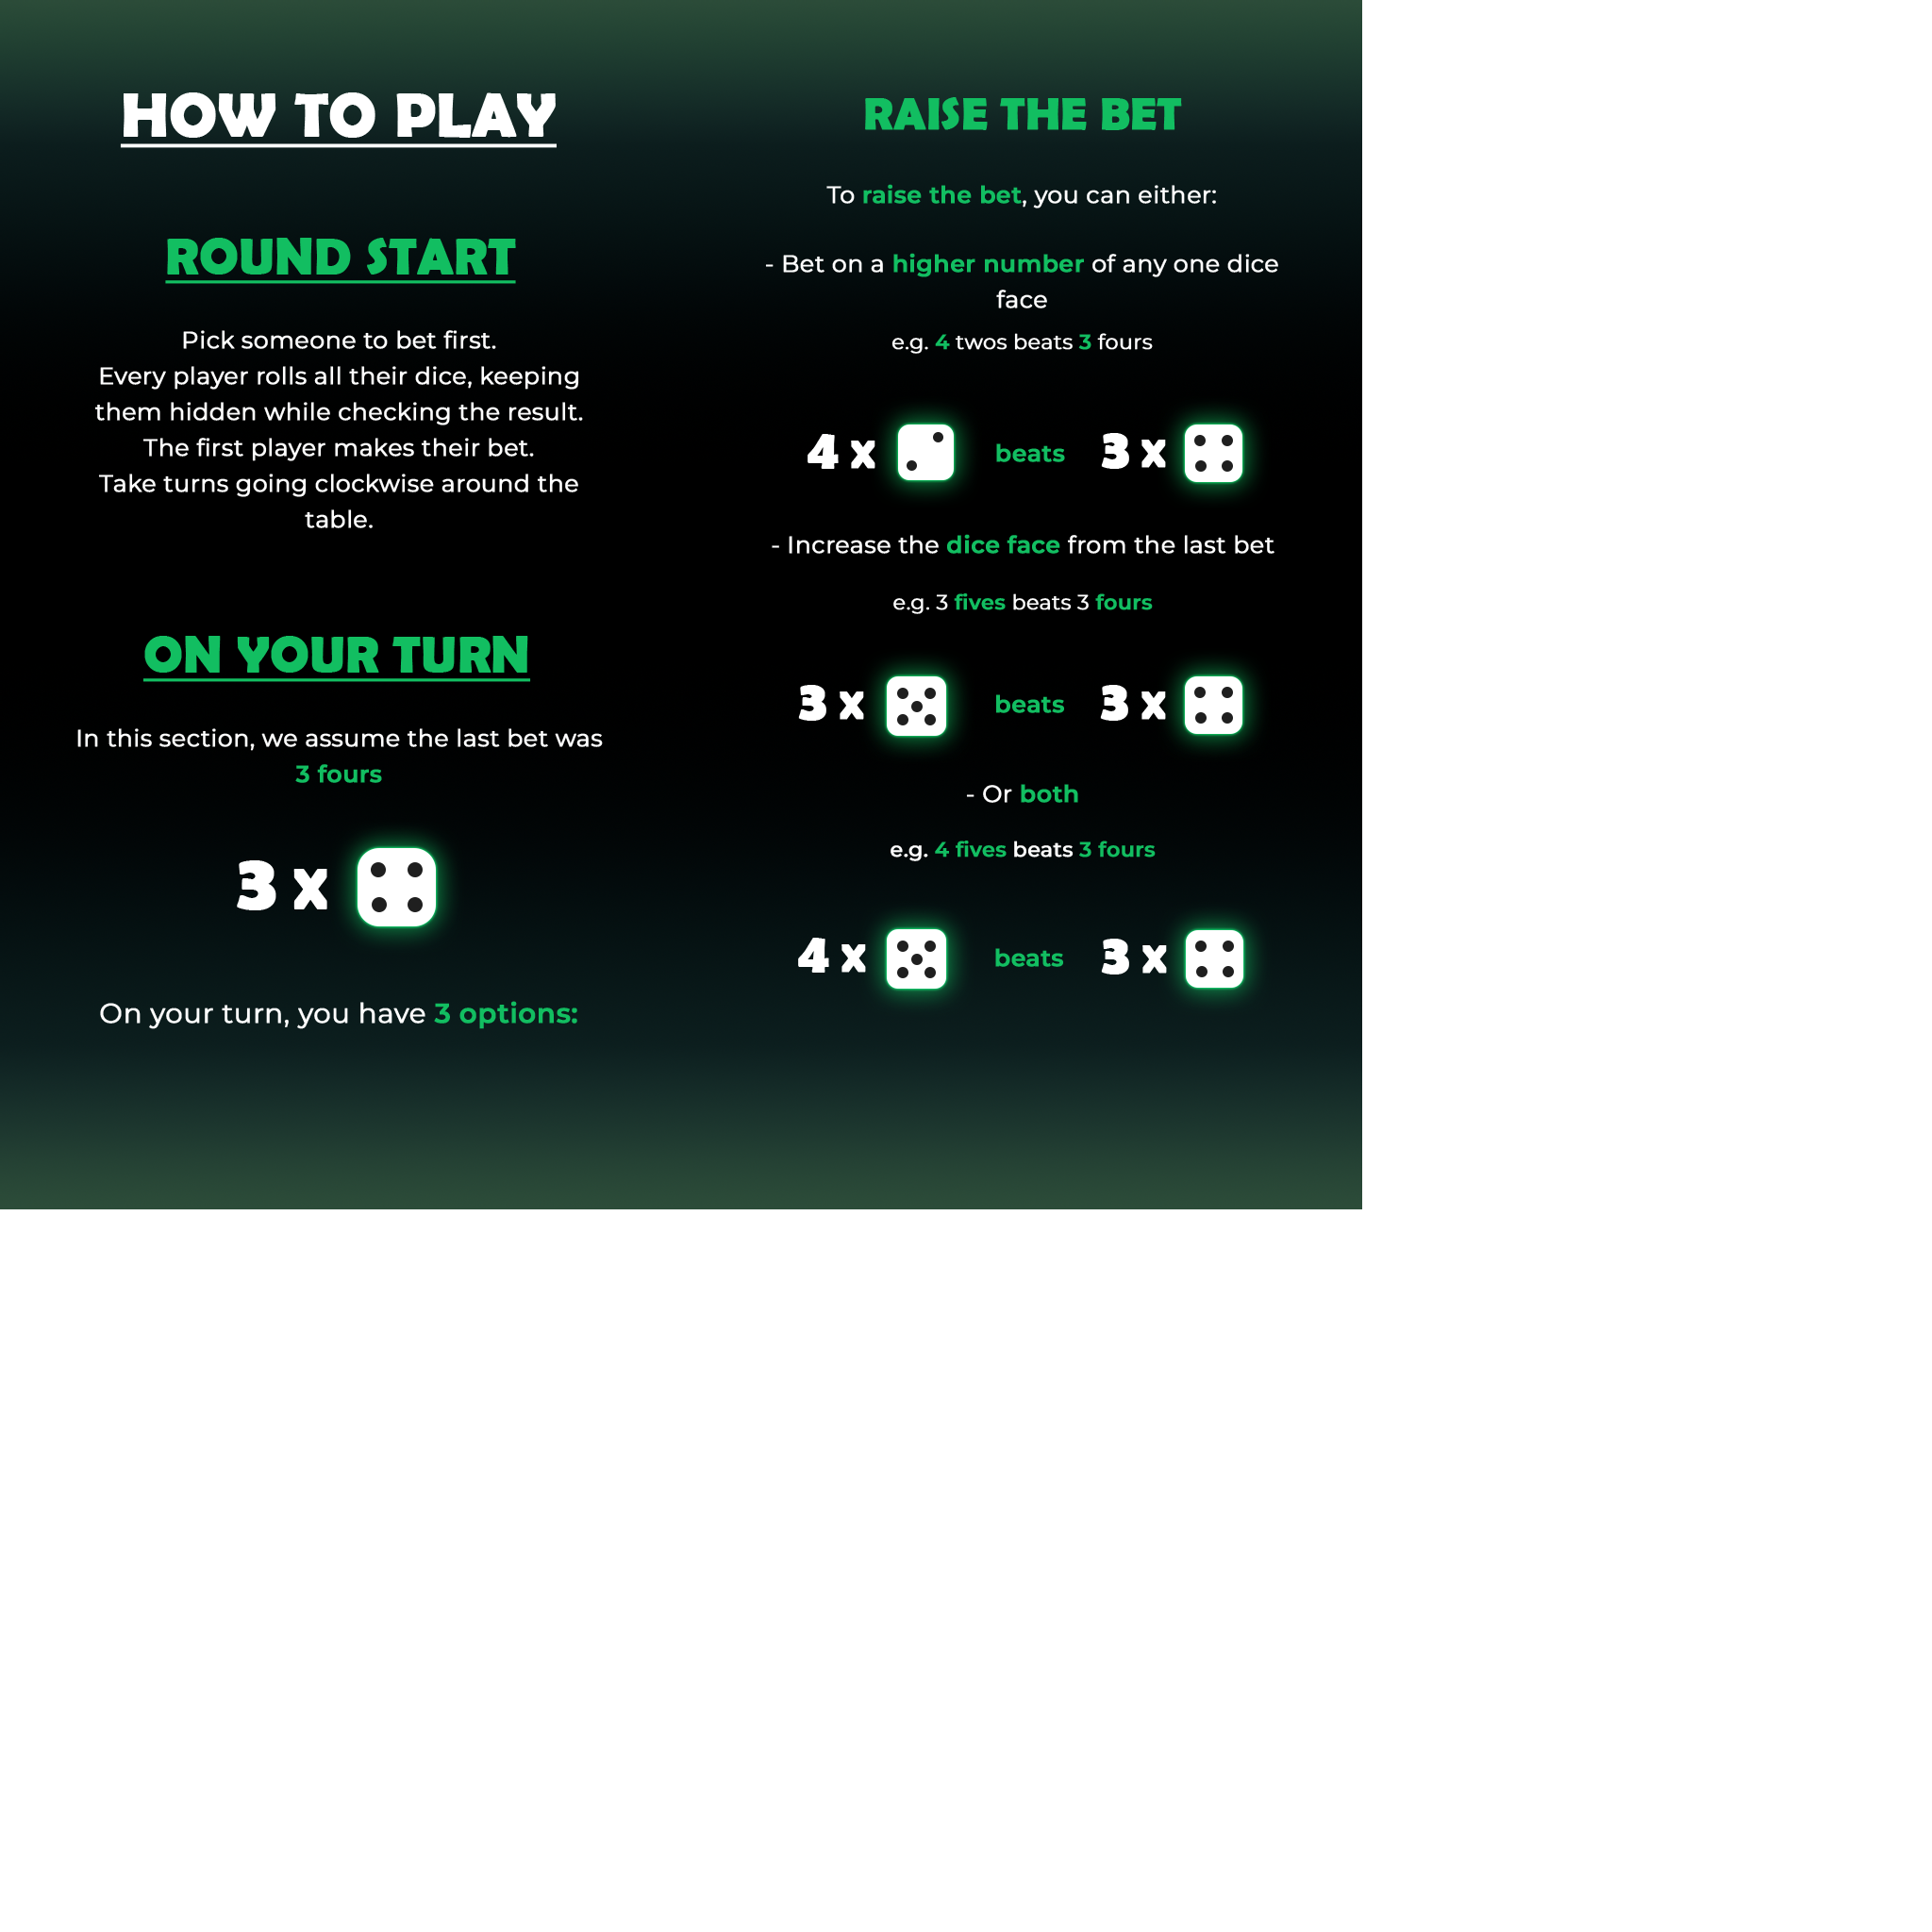 HOW TO PLAY
ROUND START
Pick someone to bet first.
Every player rolls all their dice, keeping
them hidden while checking the result.
The first player makes their bet.
Take turns going clockwise around the
table.
ON YOUR TURN
In this section, we assume the last bet was
3 fours
3 x
On your turn, you have 3 options:
RAISE THE BET
To raise the bet, you can either:
- Bet on a higher number of any one dice
face
e.g. 4 twos beats 3 fours
4 x beats 3 x
- Increase the dice face from the last bet
e.g. 3 fives beats 3 fours
3 x beats 3 x
- Or both
e.g. 4 fives beats 3 fours
4 x beats 3 x